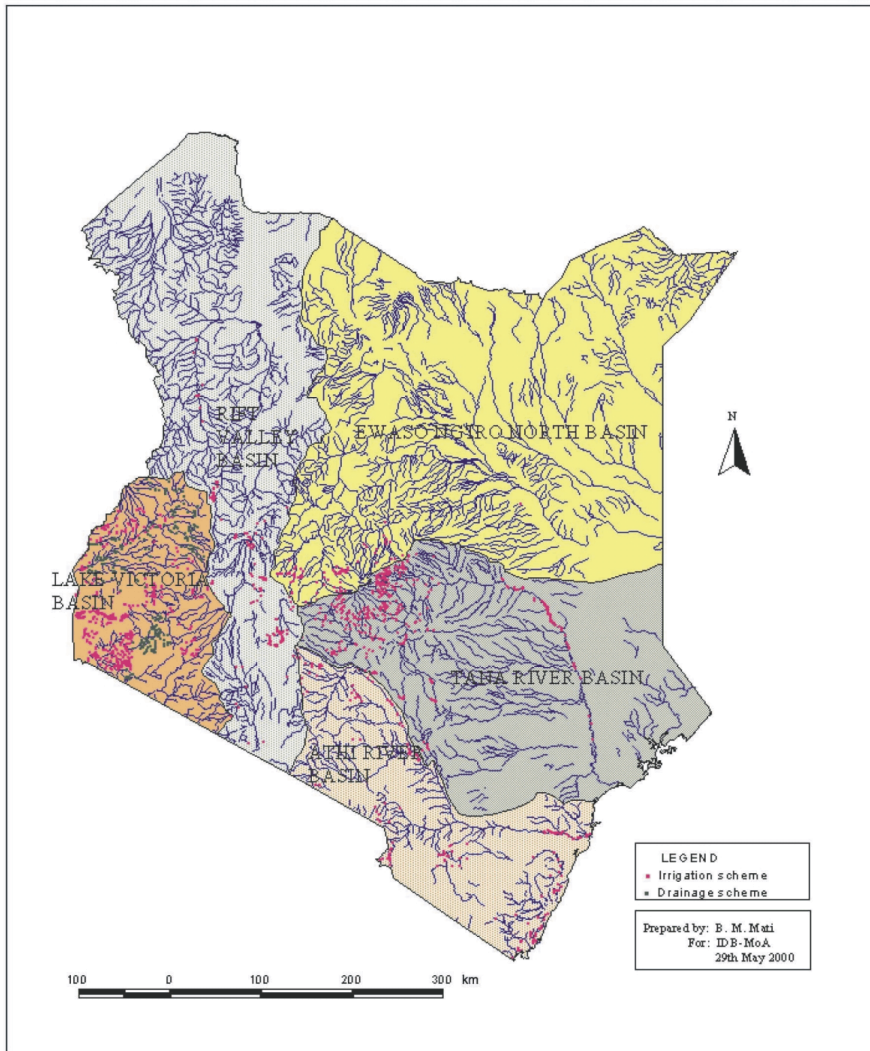 N
RIFT
VALLEY
BASIN
EWASO NGIRO NORTH BASIN
LAKE VICTORIA
BASIN
TANA RIVER BASIN
ATHI RIVER
BASIN
LEGEND
Irrigation scheme
Drainage scheme
Prepared by: B. M. Mati
For: IDB-MoA
29th May 2000
100 0 100 200 300 km